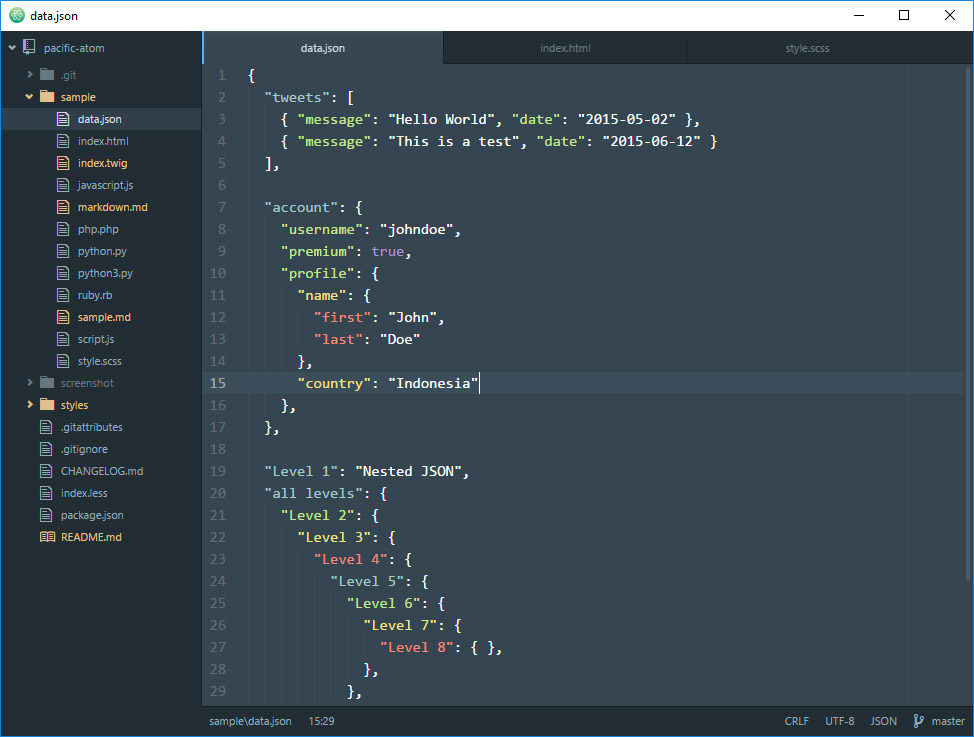 data.json
pacific-atom
.git
sample
data.json
index.html
index.twig
javascript.js
markdown.md
php.php
python.py
python3.py
ruby.rb
sample.md
script.js
style.scss
screenshot
styles
.gitattributes
.gitignore
CHANGELOG.md
index.less
package.json
README.md
data.json index.html style.scss
1 {
2   "tweets": [
3     { "message": "Hello World", "date": "2015-05-02" },
4     { "message": "This is a test", "date": "2015-06-12" }
5   ],
6
7   "account": {
8     "username": "johndoe",
9     "premium": true,
10     "profile": {
11       "name": {
12         "first": "John",
13         "last": "Doe"
14       },
15       "country": "Indonesia"
16     },
17   },
18
19   "Level 1": "Nested JSON",
20   "all levels": {
21     "Level 2": {
22       "Level 3": {
23         "Level 4": {
24           "Level 5": {
25             "Level 6": {
26               "Level 7": {
27                 "Level 8": { },
28               },
29             },
sample\data.json 15:29 CRLF UTF-8 JSON master